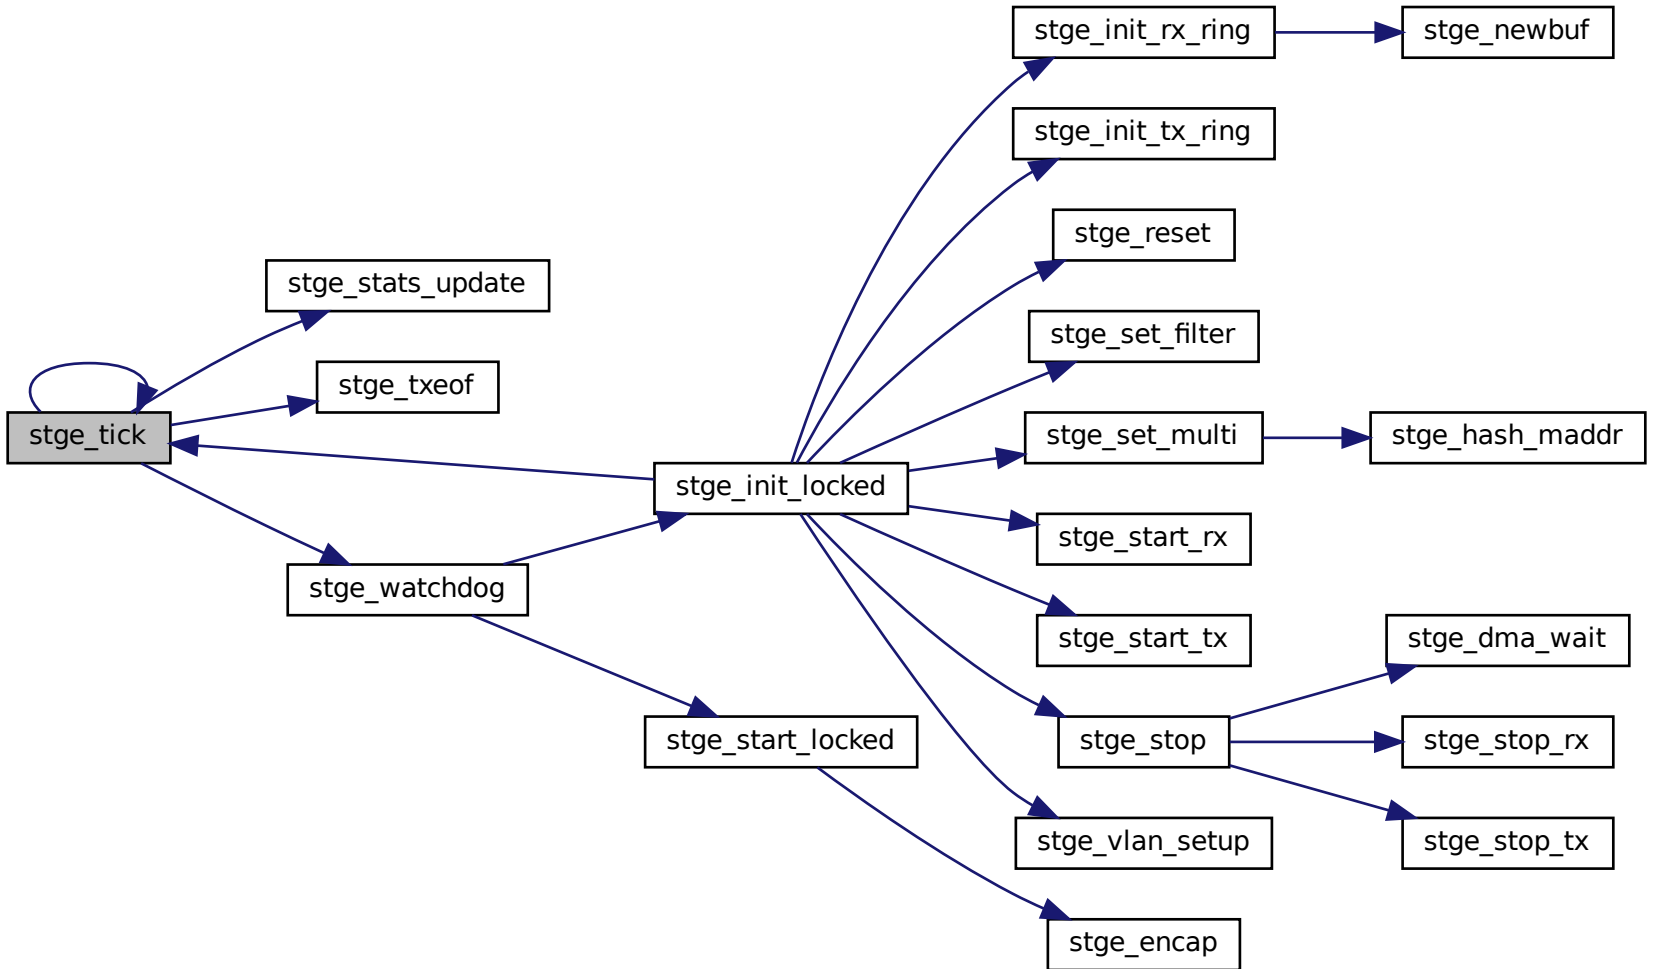 stge_init_rx_ring
stge_newbuf
stge_init_tx_ring
stge_reset
stge_stats_update
stge_set_filter
stge_txeof
stge_tick
stge_set_multi
stge_hash_maddr
stge_init_locked
stge_start_rx
stge_watchdog
stge_start_tx
stge_dma_wait
stge_start_locked
stge_stop
stge_stop_rx
stge_vlan_setup
stge_stop_tx
stge_encap